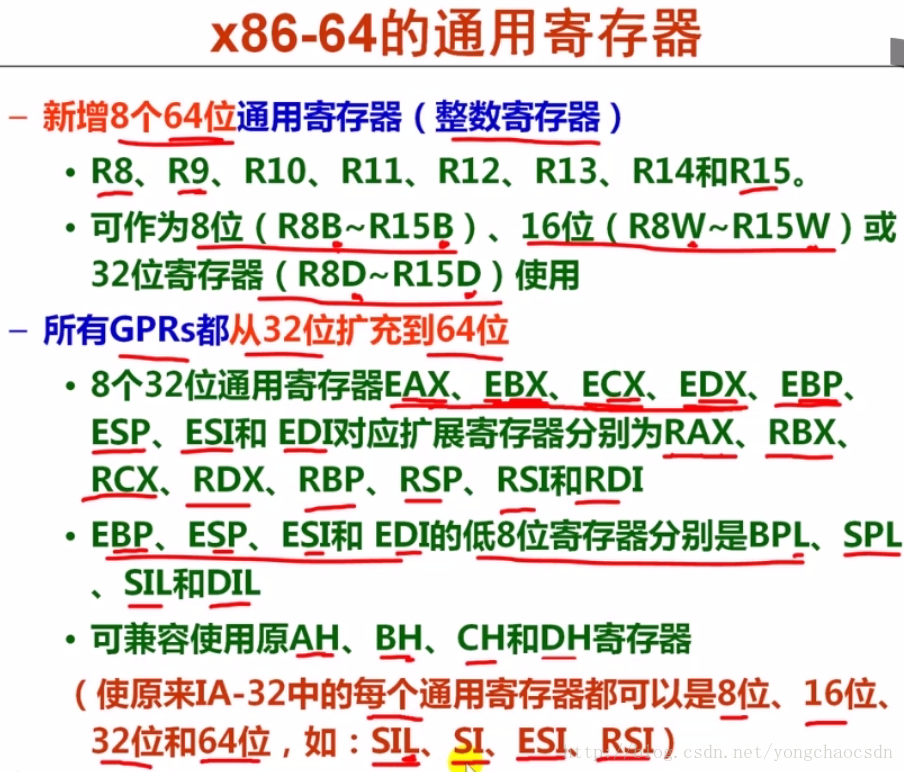 x86-64的通用寄存器
– 新增8个64位通用寄存器（整数寄存器）
• R8、R9、R10、R11、R12、R13、R14和R15。
• 可作为8位（R8B~R15B）、16位（R8W~R15W）或
32位寄存器（R8D~R15D）使用
– 所有GPRs都从32位扩充到64位
• 8个32位通用寄存器EAX、EBX、ECX、EDX、EBP、
ESP、ESI和 EDI对应扩展寄存器分别为RAX、RBX、
RCX、RDX、RBP、RSP、RSI和RDI
• EBP、ESP、ESI和 EDI的低8位寄存器分别是BPL、SPL
、SIL和DIL
• 可兼容使用原AH、BH、CH和DH寄存器
（使原来IA-32中的每个通用寄存器都可以是8位、16位、
32位和64位，如：SIL、SI、ESI、RSI）
http://blog.csdn.net/yongchaocsdn